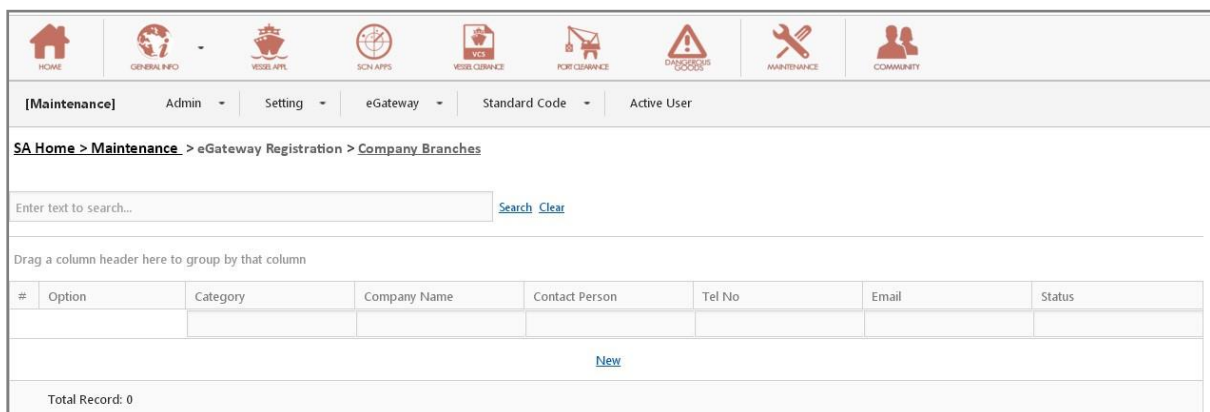 HOME GENERAL INFO VESSEL APPL SCN APPS VCS VESSEL CLERANCE PORT CLEARANCE DANGEROUS GOODS MAINTENANCE COMMUNITY
[Maintenance] Admin Setting eGateway Standard Code Active User
SA Home > Maintenance > eGateway Registration > Company Branches
Enter text to search... Search Clear
Drag a column header here to group by that column
# Option Category Company Name Contact Person Tel No Email Status
New
Total Record: 0